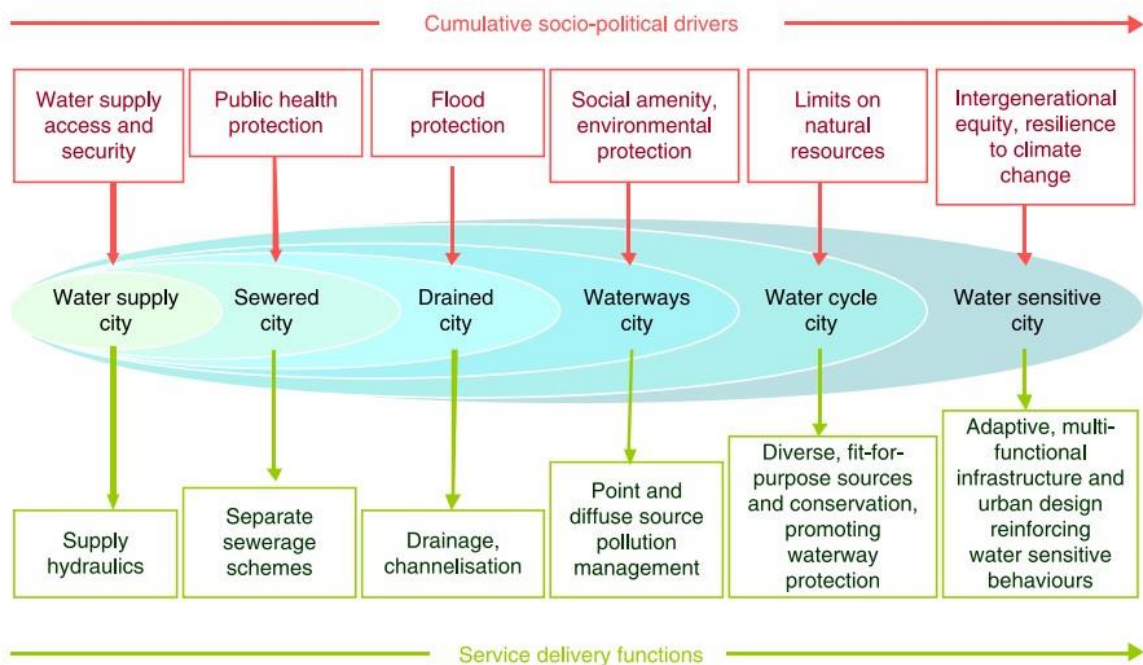 Cumulative socio-political drivers
Water supply
access and
security
Public health
protection
Flood
protection
Social amenity,
environmental
protection
Limits on
natural
resources
Intergenerational
equity, resilience
to climate
change
Water supply
city
Sewered
city
Drained
city
Waterways
city
Water cycle
city
Water sensitive
city
Supply
hydraulics
Separate
sewerage
schemes
Drainage,
channelisation
Point and
diffuse source
pollution
management
Diverse, fit-for-
purpose sources
and conservation,
promoting
waterway
protection
Adaptive, multi-
functional
infrastructure and
urban design
reinforcing
water sensitive
behaviours
Service delivery functions